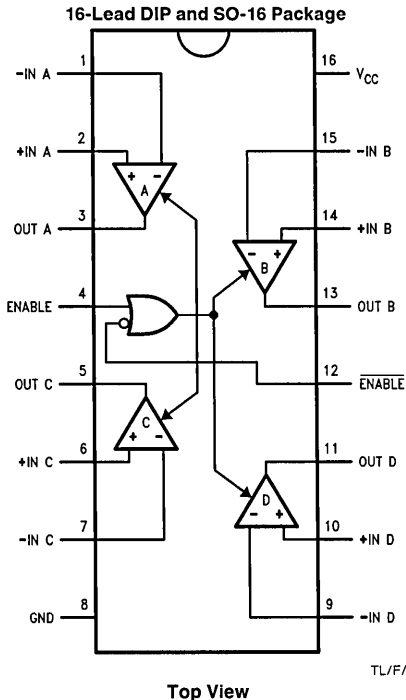 16-Lead DIP and SO-16 Package
1
-IN A
16
VCC
15
-IN B
2
+IN A
+ -
A
14
+IN B
3
OUT A
- +
B
4
ENABLE
13
OUT B
5
OUT C
12
ENABLE
C
+ -
11
OUT D
6
+IN C
D
- +
7
-IN C
10
+IN D
8
GND
9
-IN D
TL/F/
Top View